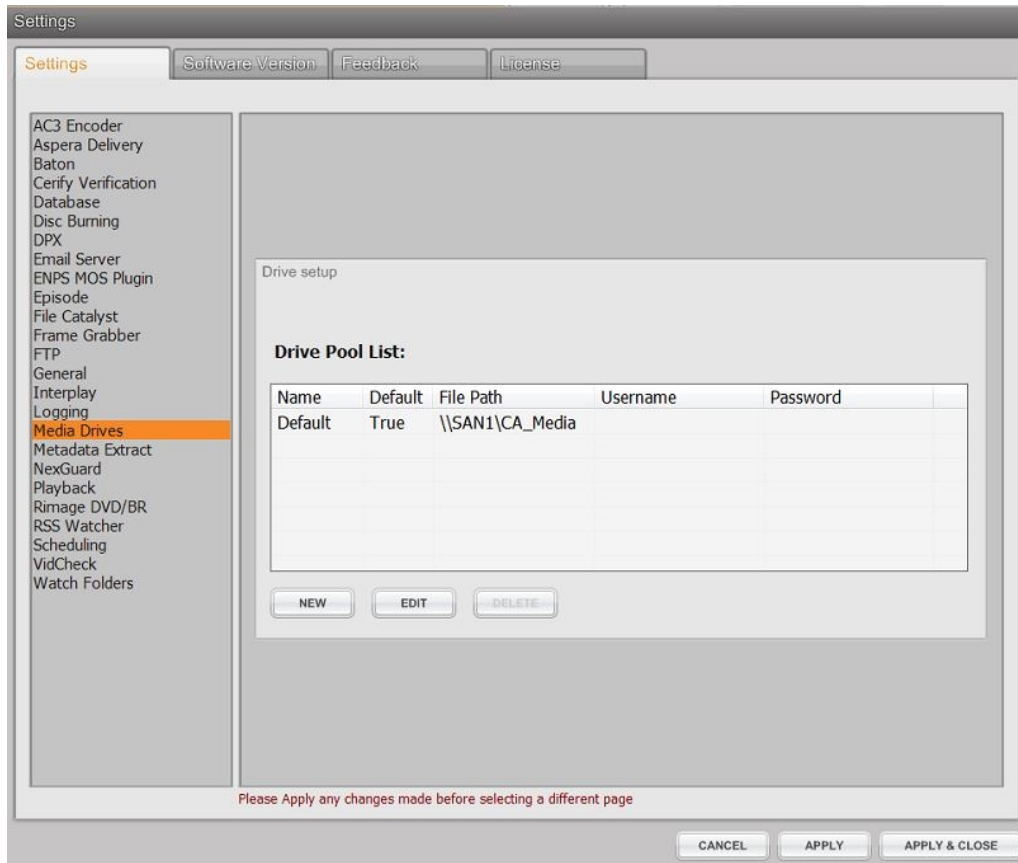 Settings
Settings Software Version Feedback License
AC3 Encoder
Aspera Delivery
Baton
Cerify Verification
Database
Disc Burning
DPX
Email Server
ENPS MOS Plugin
Episode
File Catalyst
Frame Grabber
FTP
General
Interplay
Logging
Media Drives
Metadata Extract
NexGuard
Playback
Rimage DVD/BR
RSS Watcher
Scheduling
VidCheck
Watch Folders
Drive setup
Drive Pool List:
Name Default File Path Username Password
Default True \\SAN1\CA_Media
NEW EDIT DELETE
Please Apply any changes made before selecting a different page
CANCEL APPLY APPLY & CLOSE